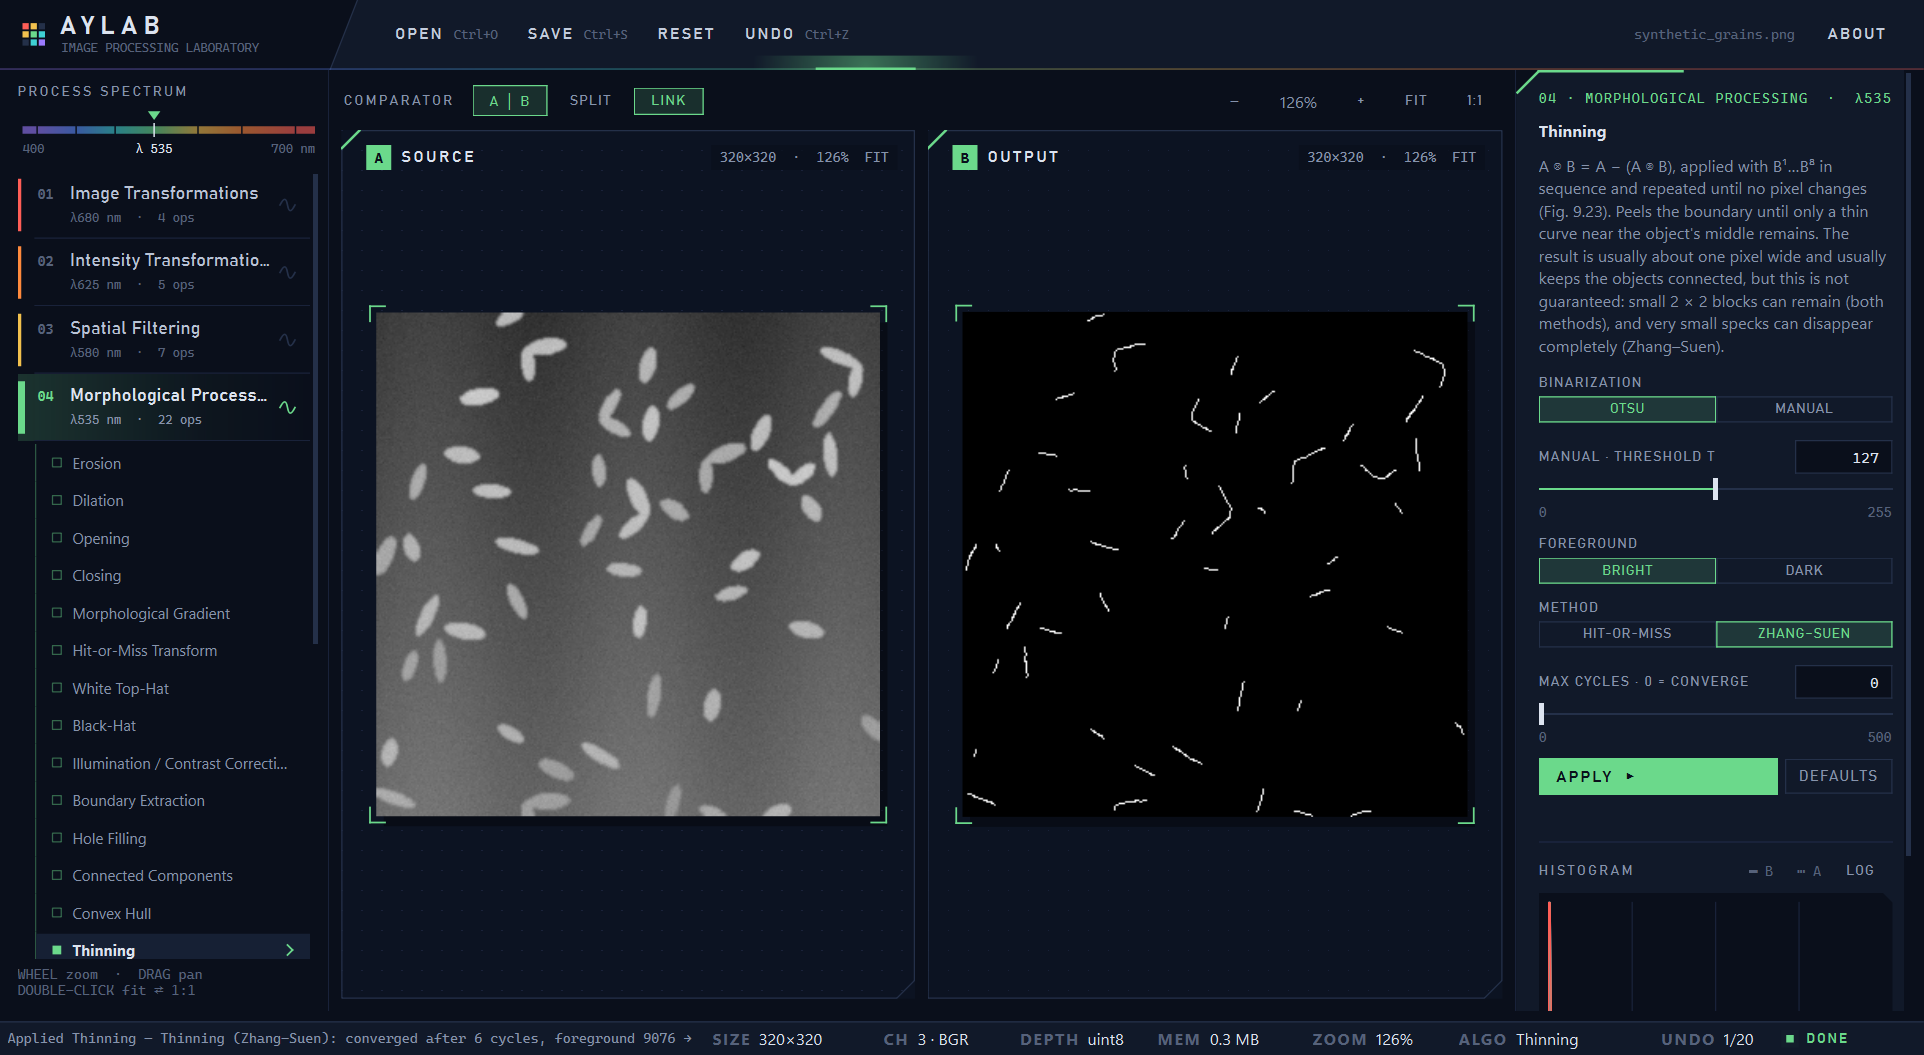 AYLAB
IMAGE PROCESSING LABORATORY
OPEN Ctrl+O SAVE Ctrl+S RESET UNDO Ctrl+Z
synthetic_grains.png ABOUT
PROCESS SPECTRUM
400 λ 535 700 nm
01 Image Transformations
λ680 nm · 4 ops
02 Intensity Transformatio...
λ625 nm · 5 ops
03 Spatial Filtering
λ580 nm · 7 ops
04 Morphological Process...
λ535 nm · 22 ops
Erosion
Dilation
Opening
Closing
Morphological Gradient
Hit-or-Miss Transform
White Top-Hat
Black-Hat
Illumination / Contrast Correcti...
Boundary Extraction
Hole Filling
Connected Components
Convex Hull
Thinning
WHEEL zoom · DRAG pan
DOUBLE-CLICK fit ⇄ 1:1
COMPARATOR A | B SPLIT LINK
− 126% + FIT 1:1
A SOURCE 320×320 · 126% FIT
B OUTPUT 320×320 · 126% FIT
04 · MORPHOLOGICAL PROCESSING · λ535
Thinning
A ⊗ B = A − (A ⊛ B), applied with B¹...B⁸ in
sequence and repeated until no pixel changes
(Fig. 9.23). Peels the boundary until only a thin
curve near the object's middle remains. The
result is usually about one pixel wide and usually
keeps the objects connected, but this is not
guaranteed: small 2 × 2 blocks can remain (both
methods), and very small specks can disappear
completely (Zhang–Suen).
BINARIZATION
OTSU MANUAL
MANUAL · THRESHOLD T 127
0 255
FOREGROUND
BRIGHT DARK
METHOD
HIT-OR-MISS ZHANG-SUEN
MAX CYCLES · 0 = CONVERGE 0
0 500
APPLY ▸ DEFAULTS
HISTOGRAM B A LOG
Applied Thinning — Thinning (Zhang-Suen): converged after 6 cycles, foreground 9076 → SIZE 320×320 CH 3 · BGR DEPTH uint8 MEM 0.3 MB ZOOM 126% ALGO Thinning UNDO 1/20 DONE